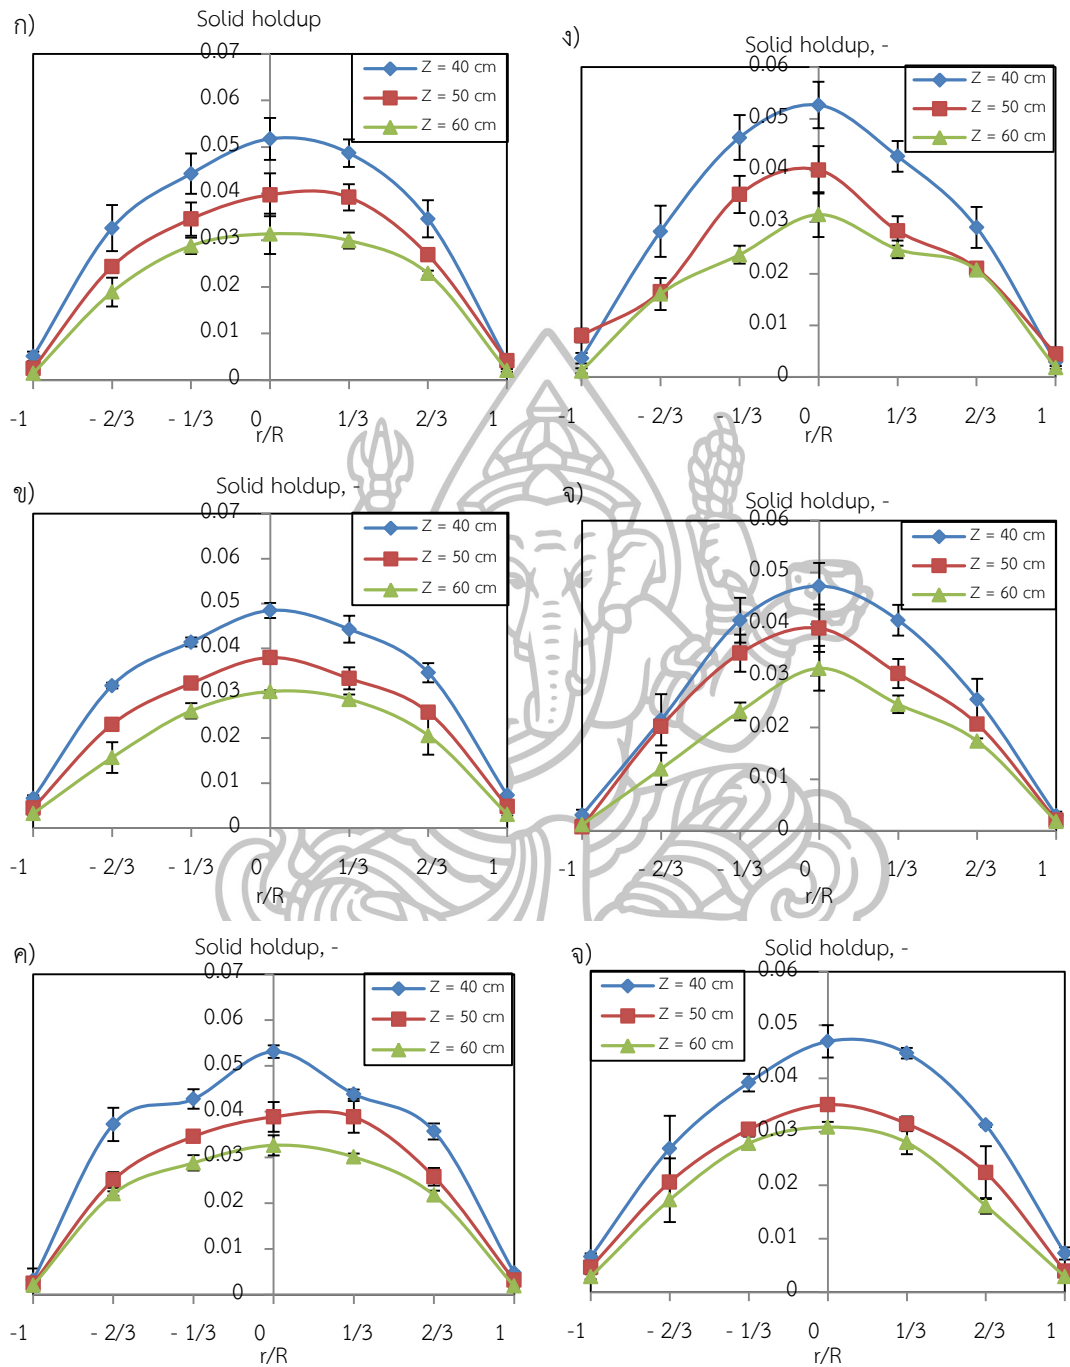 ก)
Solid holdup
0.07
0.06
0.05
0.04
0.03
0.02
0.01
0
Z = 40 cm
Z = 50 cm
Z = 60 cm
-1 - 2/3 - 1/3 0 1/3 2/3 1
r/R
ง)
Solid holdup, -
0.06
0.05
0.04
0.03
0.02
0.01
0
Z = 40 cm
Z = 50 cm
Z = 60 cm
-1 - 2/3 - 1/3 0 1/3 2/3 1
r/R
ข)
Solid holdup, -
0.07
0.06
0.05
0.04
0.03
0.02
0.01
0
Z = 40 cm
Z = 50 cm
Z = 60 cm
-1 - 2/3 - 1/3 0 1/3 2/3 1
r/R
จ)
Solid holdup, -
0.06
0.05
0.04
0.03
0.02
0.01
0
Z = 40 cm
Z = 50 cm
Z = 60 cm
-1 - 2/3 - 1/3 0 1/3 2/3 1
r/R
ค)
Solid holdup, -
0.07
0.06
0.05
0.04
0.03
0.02
0.01
0
Z = 40 cm
Z = 50 cm
Z = 60 cm
-1 - 2/3 - 1/3 0 1/3 2/3 1
r/R
จ)
Solid holdup, -
0.06
0.05
0.04
0.03
0.02
0.01
0
Z = 40 cm
Z = 50 cm
Z = 60 cm
-1 - 2/3 - 1/3 0 1/3 2/3 1
r/R